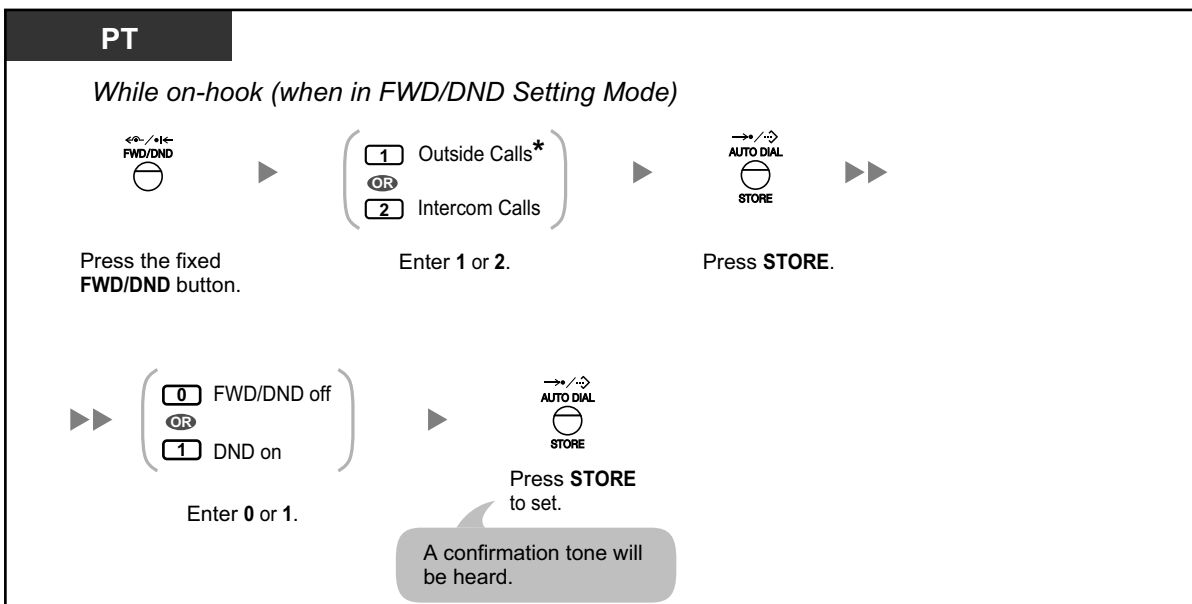 PT
While on-hook (when in FWD/DND Setting Mode)
FWD/DND
1 Outside Calls*
OR
2 Intercom Calls
AUTO DIAL
STORE
Press the fixed
FWD/DND button.
Enter 1 or 2.
Press STORE.
0 FWD/DND off
OR
1 DND on
AUTO DIAL
STORE
Enter 0 or 1.
Press STORE
to set.
A confirmation tone will
be heard.